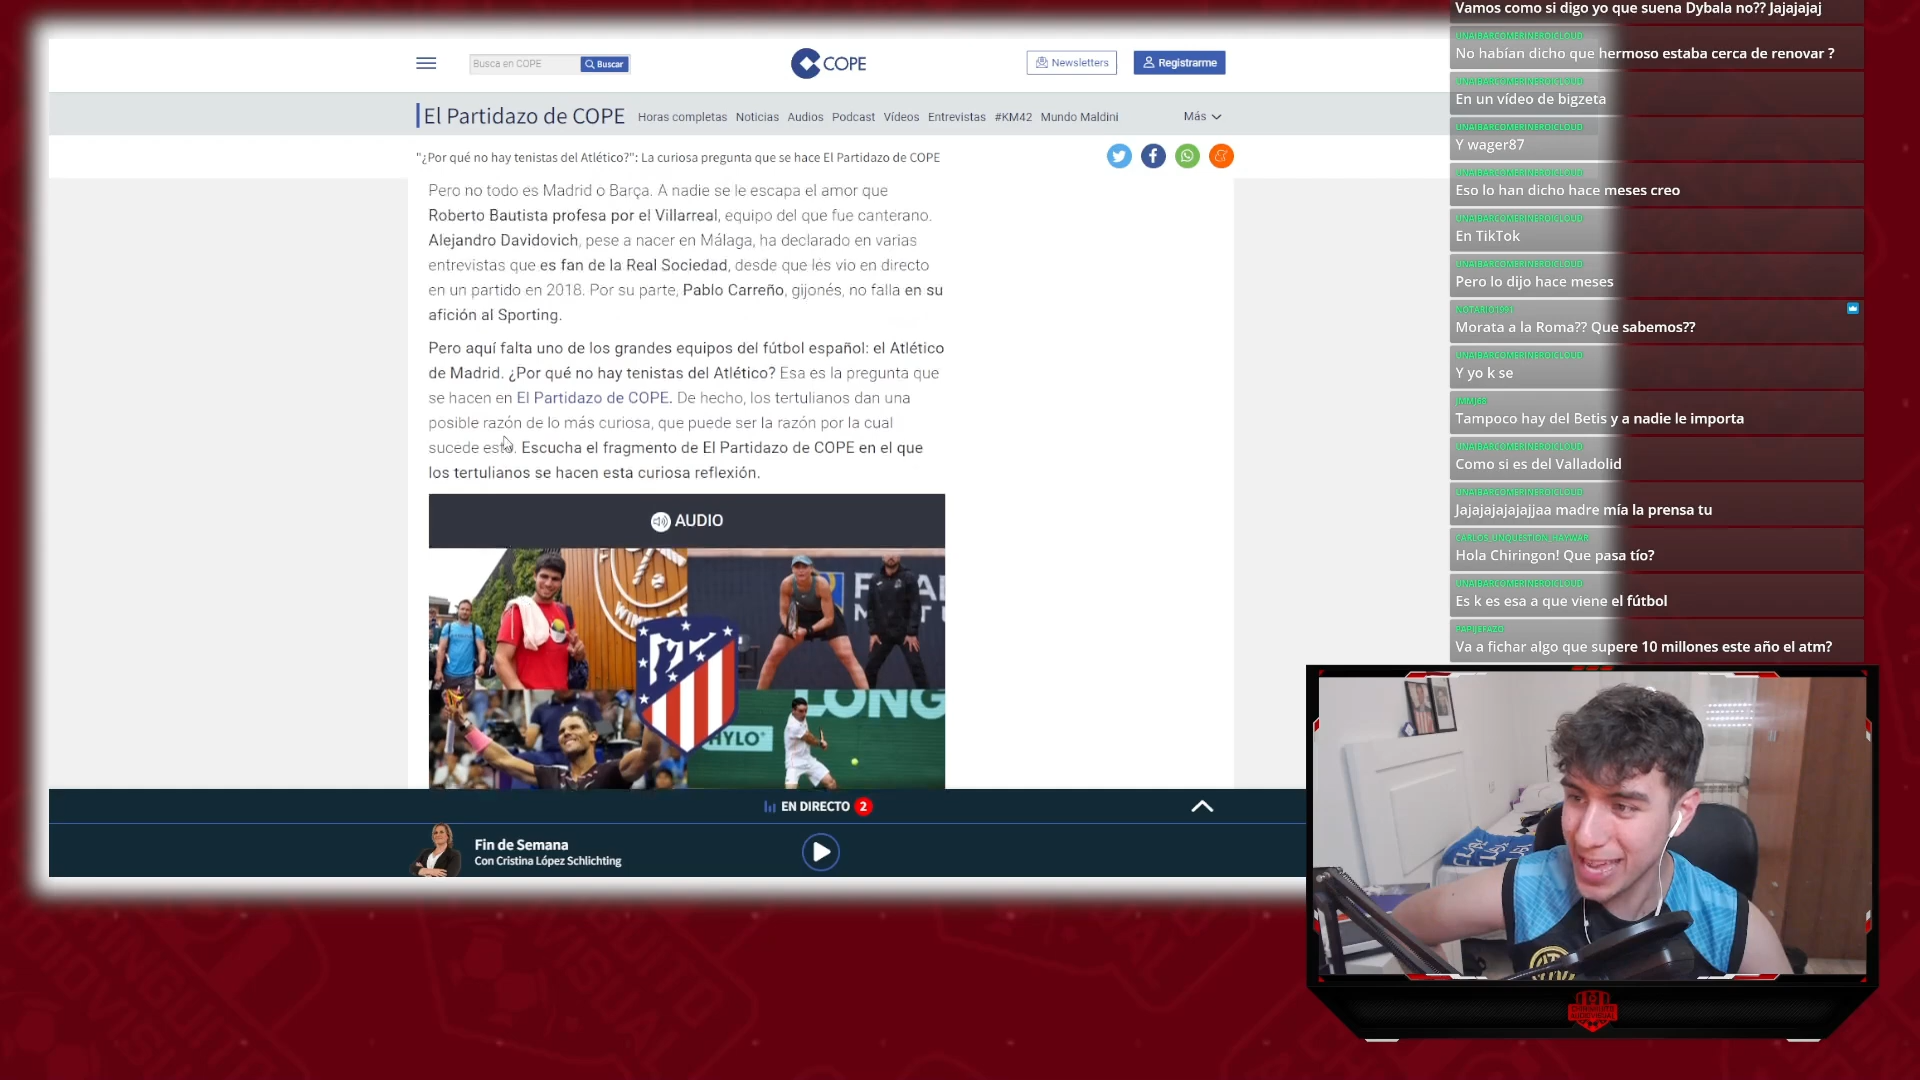 Busca en COPE
Buscar
COPE
Newsletters
Registrarme
El Partidazo de COPE
Horas completas
Noticias
Audios
Podcast
Vídeos
Entrevistas
#KM42
Mundo Maldini
Más
"¿Por qué no hay tenistas del Atlético?": La curiosa pregunta que se hace El Partidazo de COPE
Pero no todo es Madrid o Barça. A nadie se le escapa el amor que
Roberto Bautista profesa por el Villarreal, equipo del que fue canterano.
Alejandro Davidovich, pese a nacer en Málaga, ha declarado en varias
entrevistas que es fan de la Real Sociedad, desde que les vio en directo
en un partido en 2018. Por su parte, Pablo Carreño, gijonés, no falla en su
afición al Sporting.
Pero aquí falta uno de los grandes equipos del fútbol español: el Atlético
de Madrid. ¿Por qué no hay tenistas del Atlético? Esa es la pregunta que
se hacen en El Partidazo de COPE. De hecho, los tertulianos dan una
posible razón de lo más curiosa, que puede ser la razón por la cual
sucede esto. Escucha el fragmento de El Partidazo de COPE en el que
los tertulianos se hacen esta curiosa reflexión.
AUDIO
LONG
HYLO
EN DIRECTO 2
Fin de Semana
Con Cristina López Schlichting
Vamos como si digo yo que suena Dybala no?? Jajajajaj
UNAIBARCOMERINEROICLOUD
No habían dicho que hermoso estaba cerca de renovar ?
UNAIBARCOMERINEROICLOUD
En un vídeo de bigzeta
UNAIBARCOMERINEROICLOUD
Y wager87
UNAIBARCOMERINEROICLOUD
Eso lo han dicho hace meses creo
UNAIBARCOMERINEROICLOUD
En TikTok
UNAIBARCOMERINEROICLOUD
Pero lo dijo hace meses
NOTARIO1991
Morata a la Roma?? Que sabemos??
UNAIBARCOMERINEROICLOUD
Y yo k se
Tampoco hay del Betis y a nadie le importa
UNAIBARCOMERINEROICLOUD
Como si es del Valladolid
UNAIBARCOMERINEROICLOUD
Jajajajajajajjaa madre mía la prensa tu
CARLOS_UNQUESTION_HAYWAR
Hola Chiringon! Que pasa tío?
UNAIBARCOMERINEROICLOUD
Es k es esa a que viene el fútbol
Va a fichar algo que supere 10 millones este año el atm?